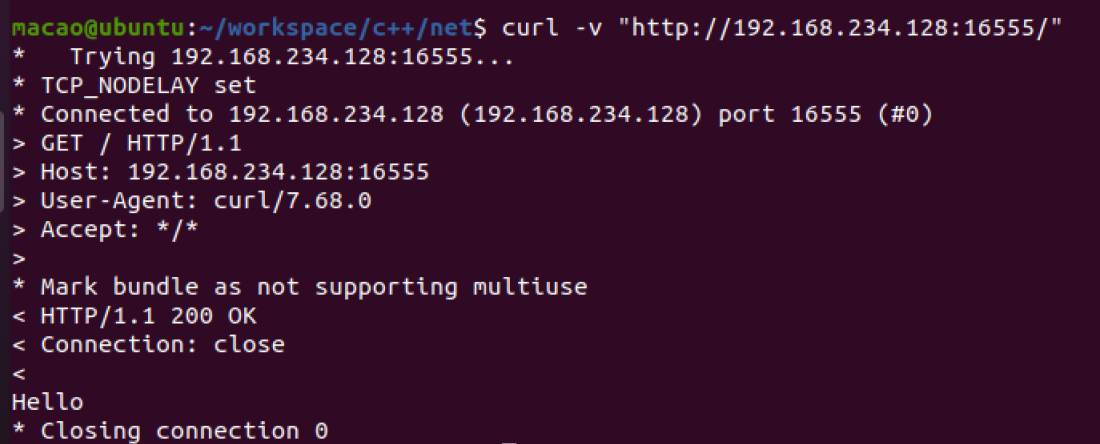 macao@ubuntu:~/workspace/c++/net$ curl -v "http://192.168.234.128:16555/"
*   Trying 192.168.234.128:16555...
* TCP_NODELAY set
* Connected to 192.168.234.128 (192.168.234.128) port 16555 (#0)
> GET / HTTP/1.1
> Host: 192.168.234.128:16555
> User-Agent: curl/7.68.0
> Accept: */*
>
* Mark bundle as not supporting multiuse
< HTTP/1.1 200 OK
< Connection: close
<
Hello
* Closing connection 0